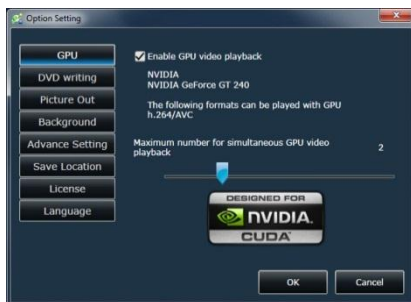 Option Setting
GPU
DVD writing
Picture Out
Background
Advance Setting
Save Location
License
Language
Enable GPU video playback
NVIDIA
NVIDIA GeForce GT 240
The following formats can be played with GPU
h.264/AVC
Maximum number for simultaneous GPU video
playback
2
DESIGNED FOR
NVIDIA.
CUDA
OK
Cancel